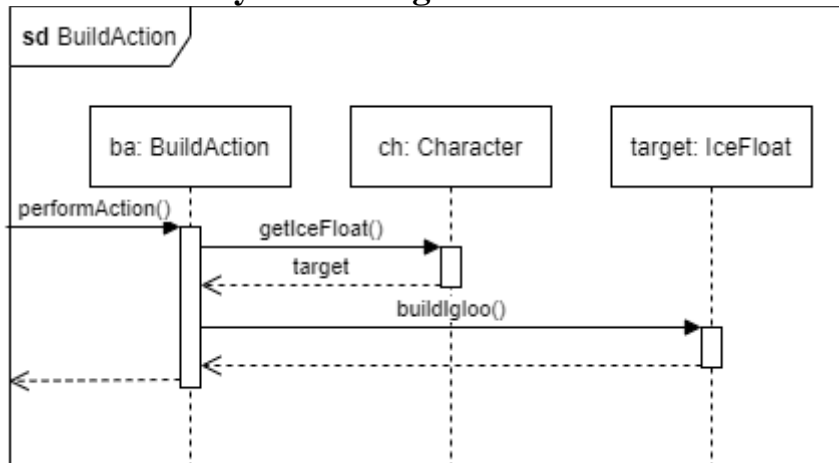 sd BuildAction
ba: BuildAction
ch: Character
target: IceFloat
performAction()
getIceFloat()
target
buildIgloo()